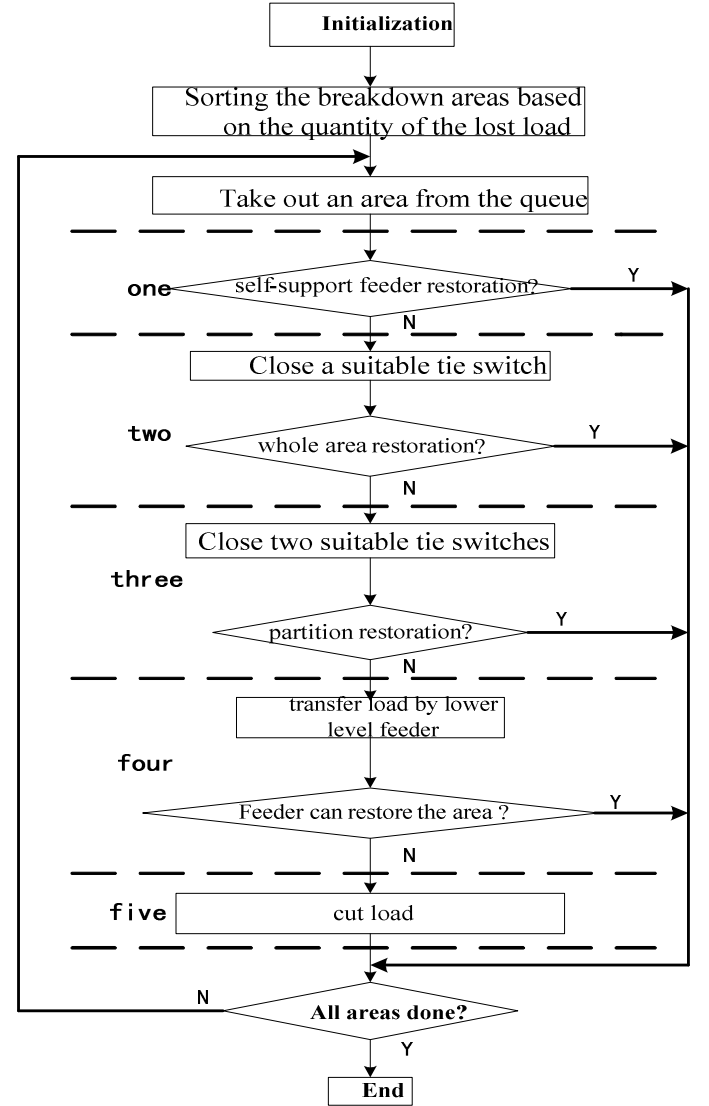 Initialization
Sorting the breakdown areas based
on the quantity of the lost load
Take out an area from the queue
one
self-support feeder restoration?
Y
N
Close a suitable tie switch
two
whole area restoration?
Y
N
Close two suitable tie switches
three
partition restoration?
Y
N
transfer load by lower
level feeder
four
Feeder can restore the area ?
Y
N
five
cut load
N
All areas done?
Y
End